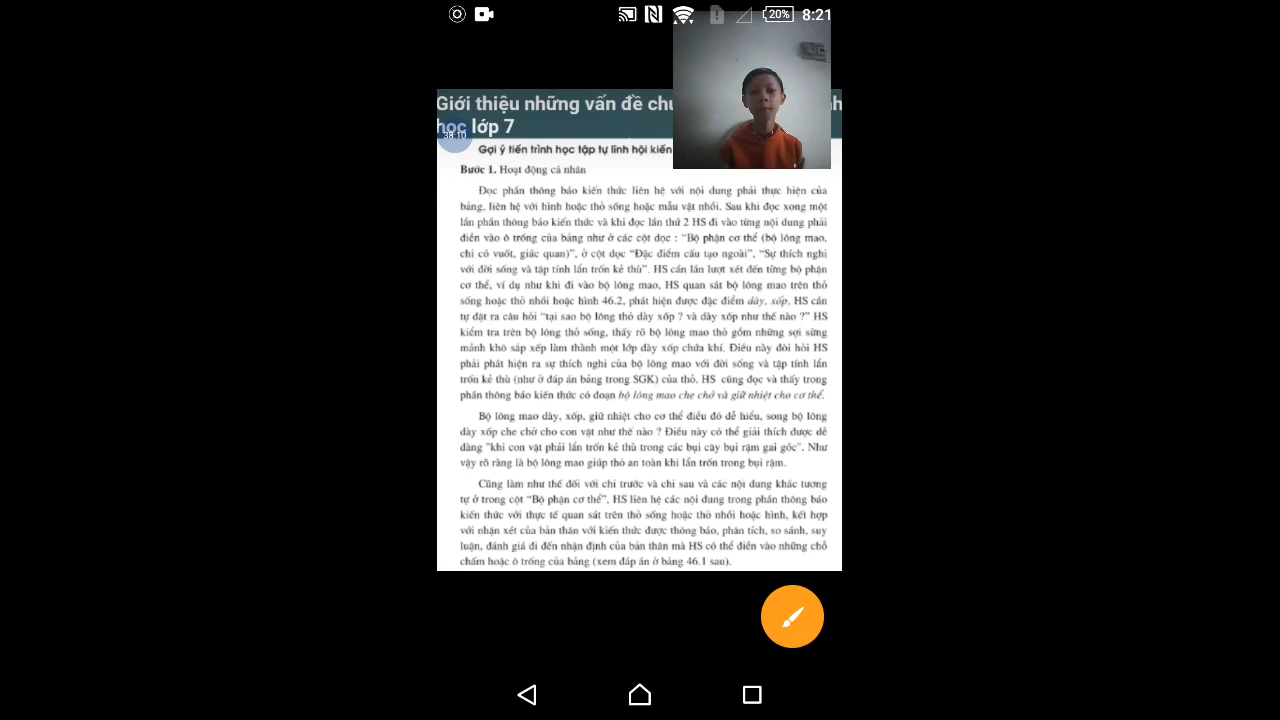 20% 8:21
Giới thiệu những vấn đề chu
học lớp 7
38:10
Gợi ý tiến trình học tập tự lĩnh hội kiến
Bước 1. Hoạt động cá nhân
Đọc phần thông báo kiến thức liên hệ với nội dung phải thực hiện của
bảng, liên hệ với hình hoặc thỏ sống hoặc mẫu vật nhồi. Sau khi đọc xong một
lần phần thông báo kiến thức và khi đọc lần thứ 2 HS đi vào từng nội dung phải
điền vào ô trống của bảng như ở các cột dọc : “Bộ phận cơ thể (bộ lông mao,
chi có vuốt, giác quan)”, ở cột dọc “Đặc điểm cấu tạo ngoài”, “Sự thích nghi
với đời sống và tập tính lẩn trốn kẻ thù”. HS cần lần lượt xét đến từng bộ phận
cơ thể, ví dụ như khi đi vào bộ lông mao, HS quan sát bộ lông mao trên thỏ
sống hoặc thỏ nhồi hoặc hình 46.2, phát hiện được đặc điểm dày, xốp, HS cần
tự đặt ra câu hỏi “tại sao bộ lông thỏ dày xốp ? và dày xốp như thế nào ?” HS
kiểm tra trên bộ lông thỏ sống, thấy rõ bộ lông mao thỏ gồm những sợi sừng
mảnh khô sắp xếp làm thành một lớp dày xốp chứa khí. Điều này đòi hỏi HS
phải phát hiện ra sự thích nghi của bộ lông mao với đời sống và tập tính lẩn
trốn kẻ thù (như ở đáp án bảng trong SGK) của thỏ. HS cũng đọc và thấy trong
phần thông báo kiến thức có đoạn bộ lông mao che chở và giữ nhiệt cho cơ thể.
Bộ lông mao dày, xốp, giữ nhiệt cho cơ thể điều đó dễ hiểu, song bộ lông
dày xốp che chở cho con vật như thế nào ? Điều này có thể giải thích được dễ
dàng "khi con vật phải lẩn trốn kẻ thù trong các bụi cây bụi rậm gai góc". Như
vậy rõ ràng là bộ lông mao giúp thỏ an toàn khi lẩn trốn trong bụi rậm.
Cũng làm như thế đối với chi trước và chi sau và các nội dung khác tương
tự ở trong cột “Bộ phận cơ thể”, HS liên hệ các nội dung trong phần thông báo
kiến thức với thực tế quan sát trên thỏ sống hoặc thỏ nhồi hoặc hình, kết hợp
với nhận xét của bản thân với kiến thức được thông báo, phân tích, so sánh, suy
luận, đánh giá đi đến nhận định của bản thân mà HS có thể điền vào những chỗ
chấm hoặc ô trống của bảng (xem đáp án ở bảng 46.1 sau).